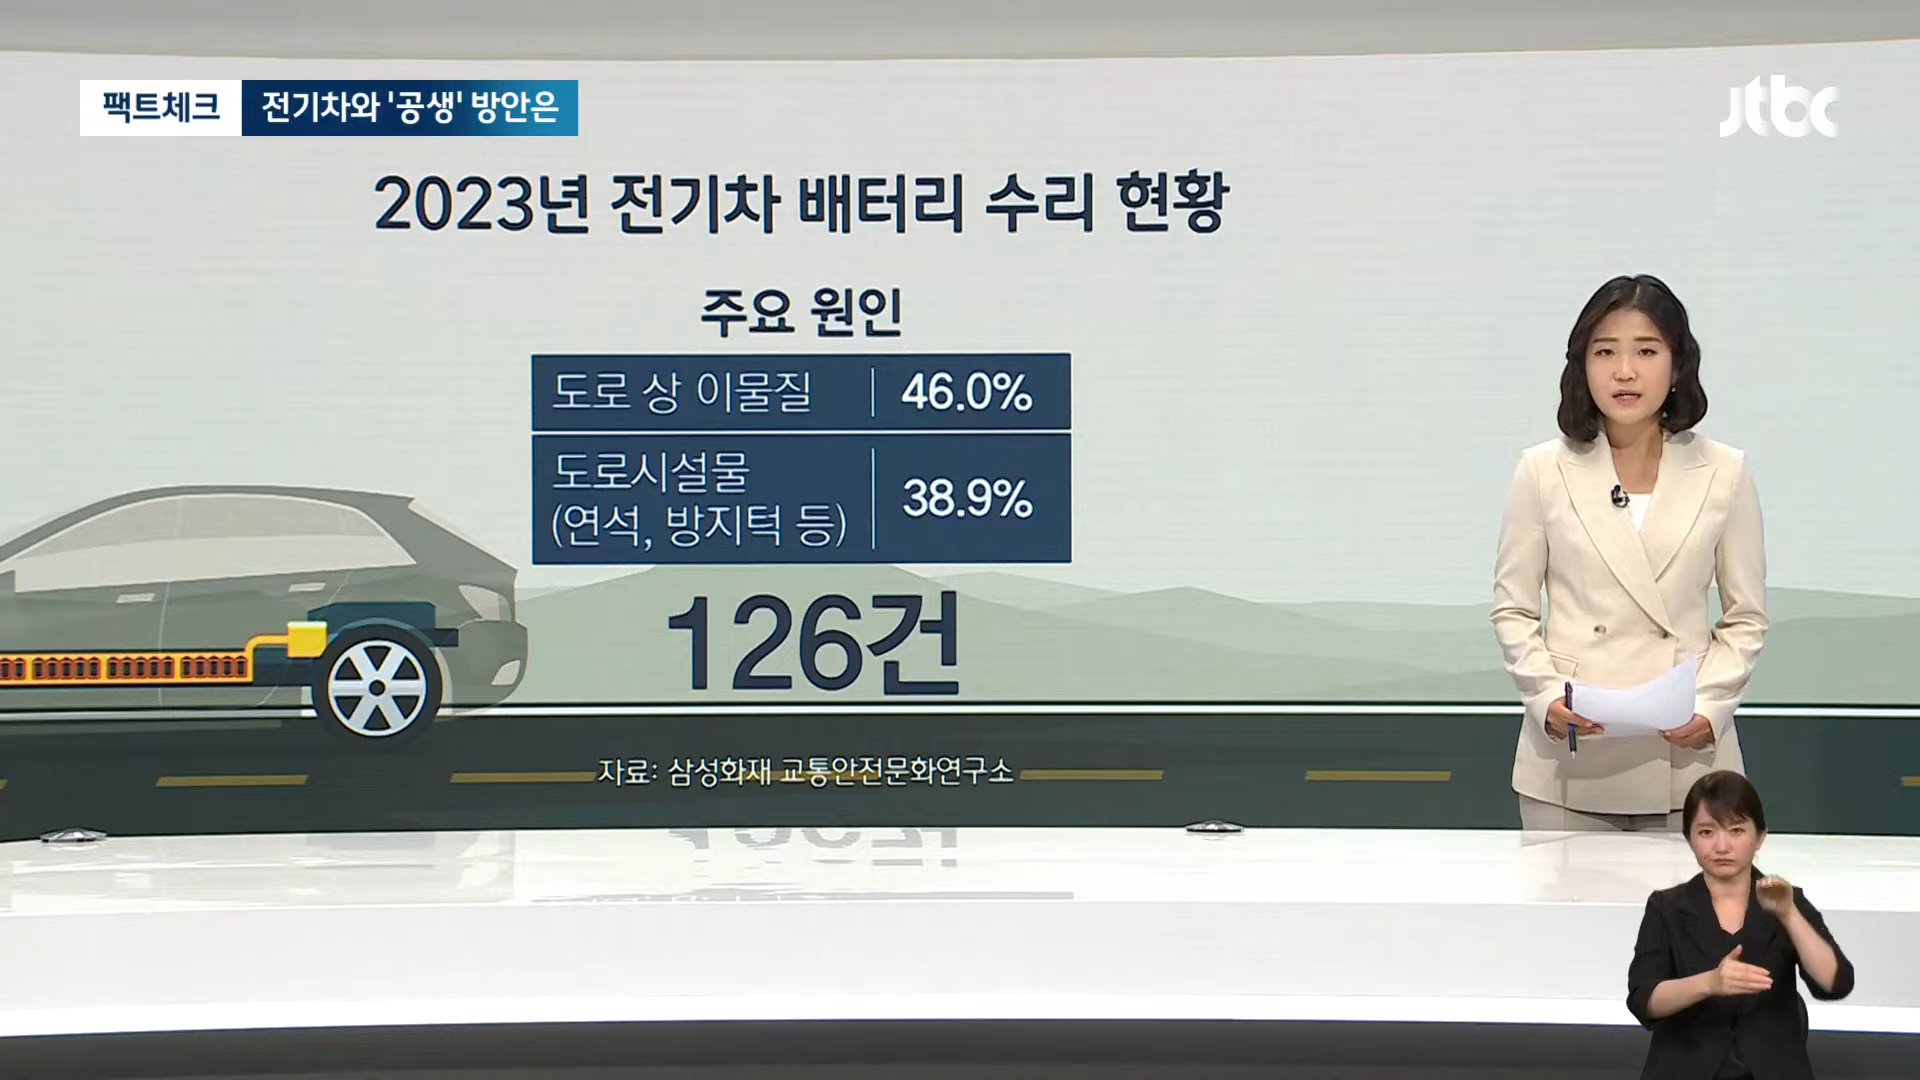 팩트체크 전기차와 '공생' 방안은
jtbc
2023년 전기차 배터리 수리 현황
주요 원인
도로 상 이물질 46.0%
도로시설물
(연석, 방지턱 등) 38.9%
126건
자료: 삼성화재 교통안전문화연구소